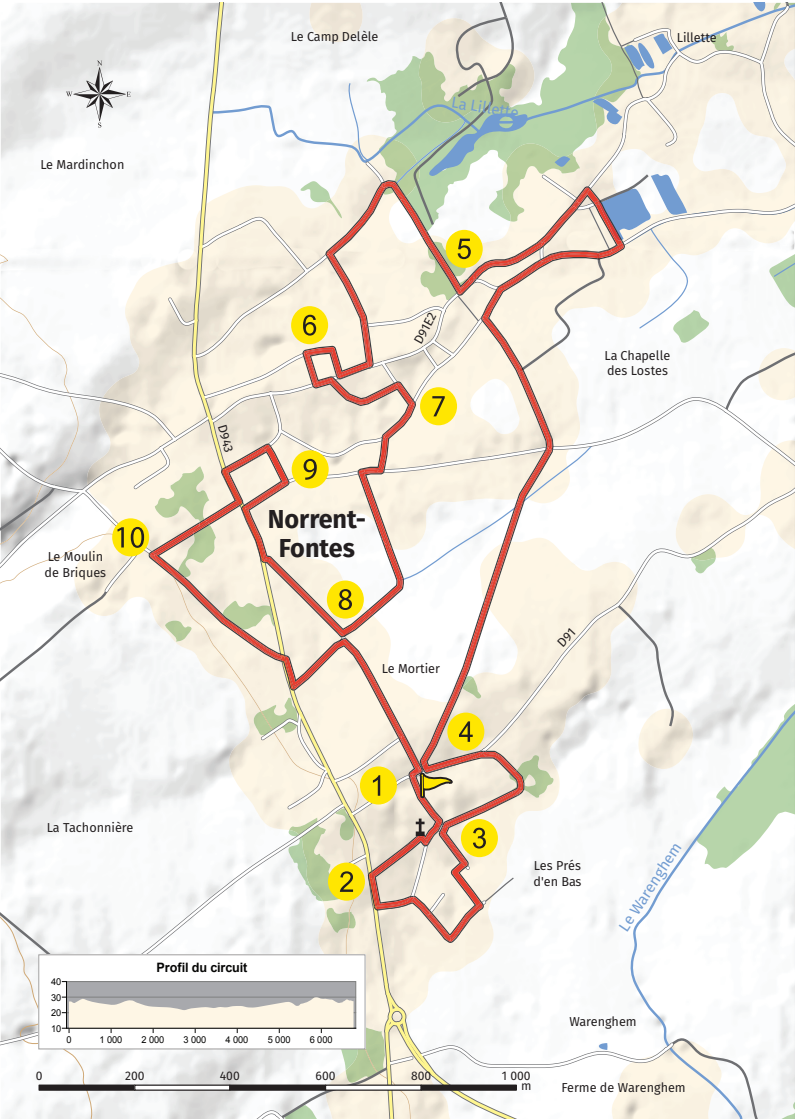 Le Camp Delèle
Lillette
N
W
E
S
La Lillette
Le Mardinchon
5
6
D91E2
La Chapelle
des Lostes
7
D943
9
Norrent-
Fontes
10
Le Moulin
de Briques
8
D91
Le Mortier
4
1
La Tachonnière
3
Les Prés
d'en Bas
2
Le Warenghem
Profil du circuit
40
30
20
10
0
1 000
2 000
3 000
4 000
5 000
6 000
Warenghem
0
200
400
600
800
1 000
m
Ferme de Warenghem